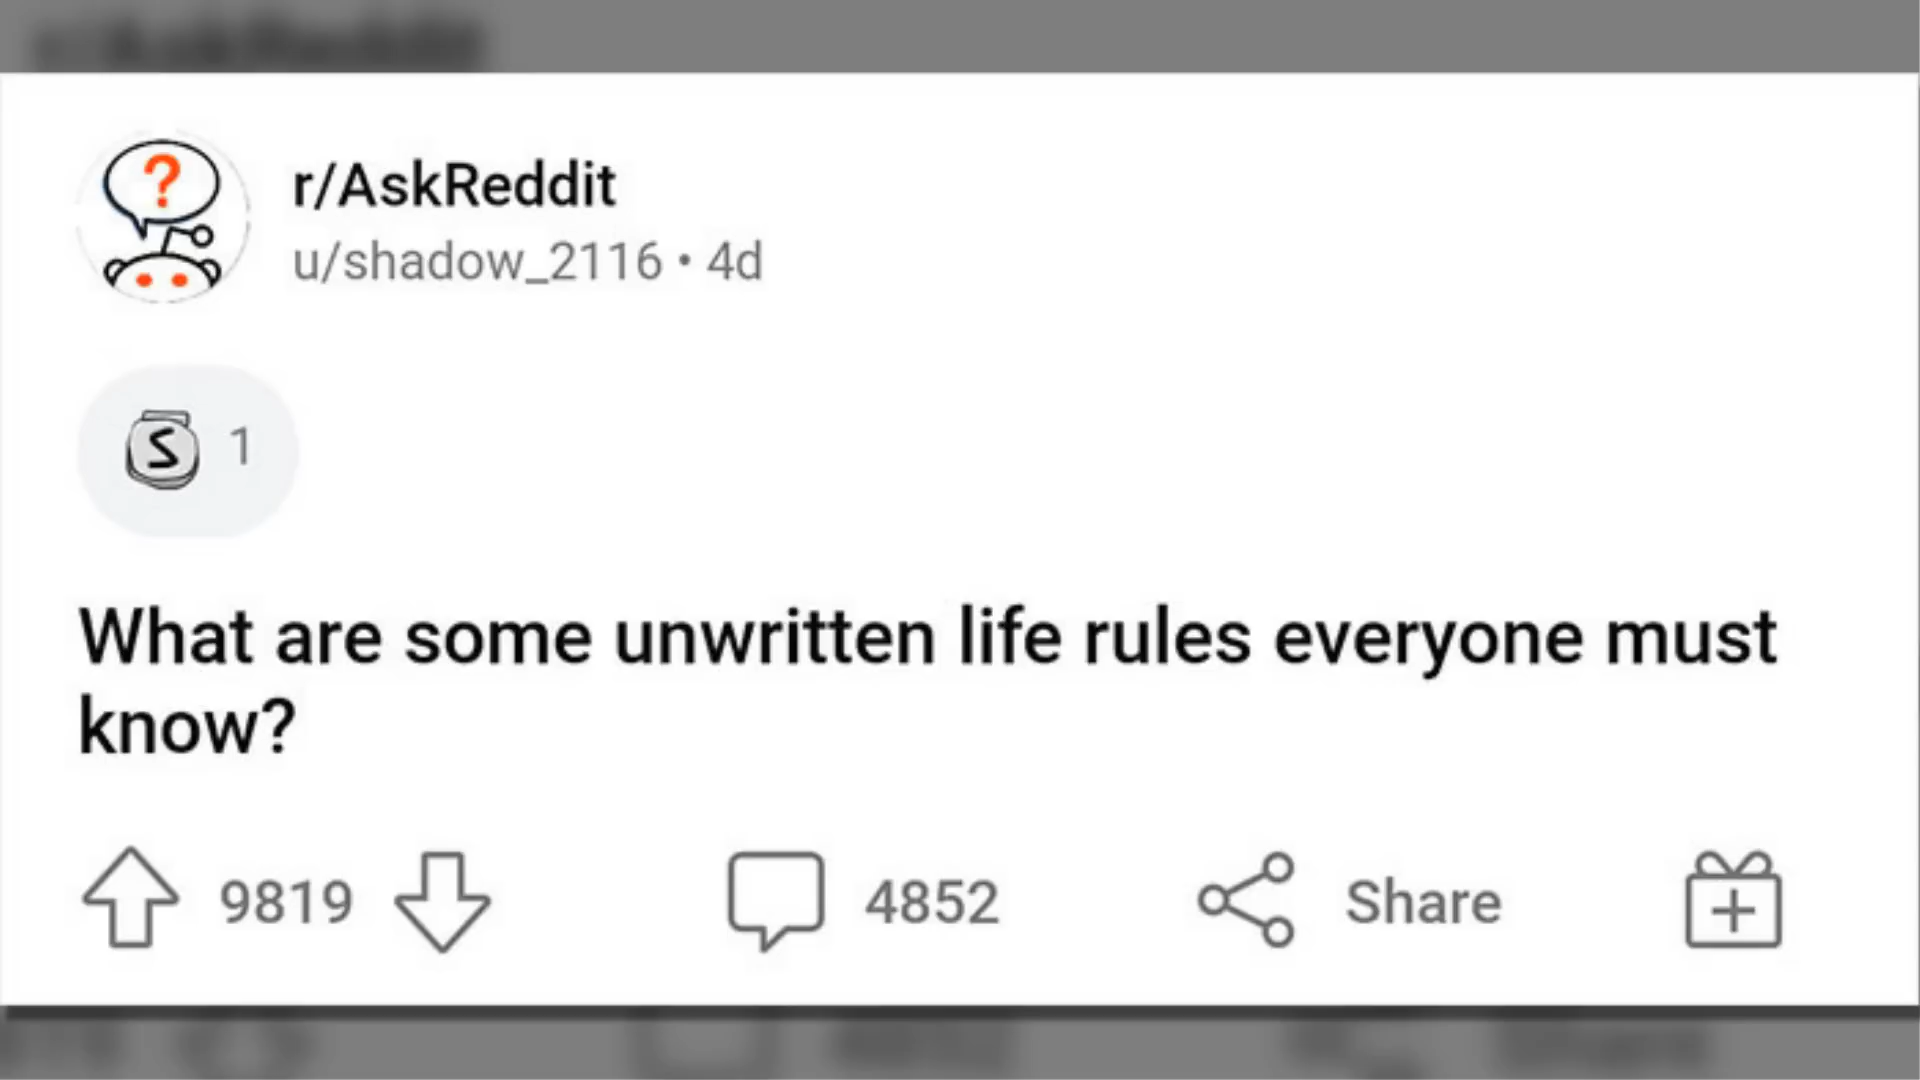 r/AskReddit
u/shadow_2116 • 4d
S 1
What are some unwritten life rules everyone must
know?
9819 4852 Share